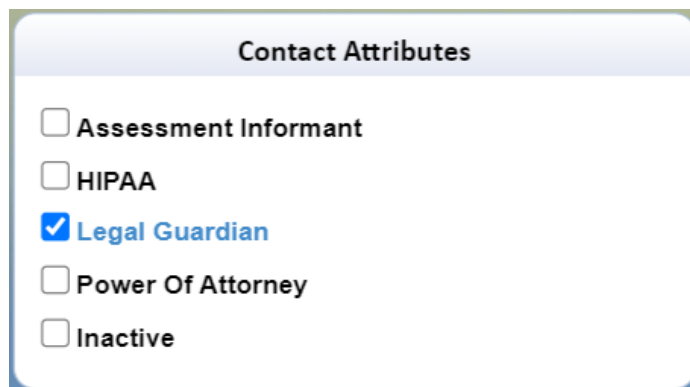 Contact Attributes
Assessment Informant
HIPAA
Legal Guardian
Power Of Attorney
Inactive